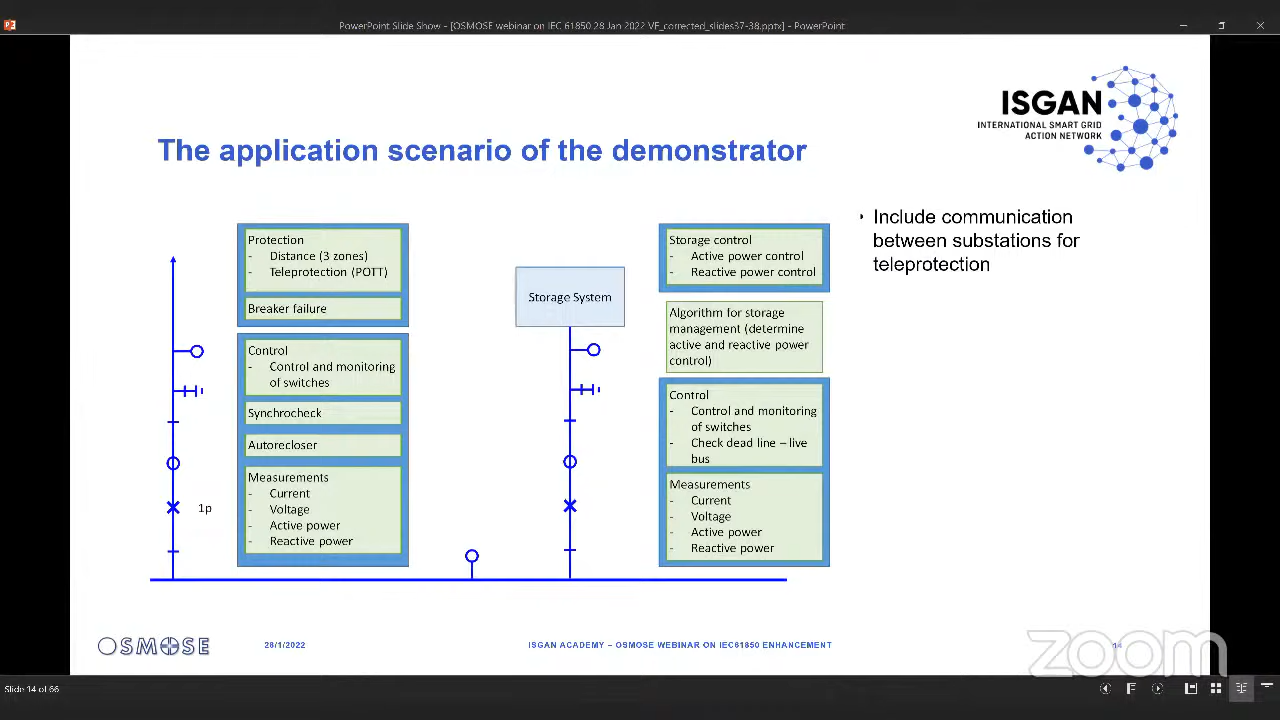 PowerPoint Slide Show - [OSMOSE webinar on IEC 61850.28 Jan 2022 VF_corrected_slides37-38.pptx] - PowerPoint
ISGAN
INTERNATIONAL SMART GRID
ACTION NETWORK
The application scenario of the demonstrator
Protection
- Distance (3 zones)
- Teleprotection (POTT)
Breaker failure
Control
- Control and monitoring
of switches
Synchrocheck
Autorecloser
Measurements
- Current
- Voltage
- Active power
- Reactive power
1p
Storage System
Storage control
- Active power control
- Reactive power control
Algorithm for storage
management (determine
active and reactive power
control)
Control
- Control and monitoring
of switches
- Check dead line – live
bus
Measurements
- Current
- Voltage
- Active power
- Reactive power
• Include communication
between substations for
teleprotection
OSMOSE
28/1/2022
ISGAN ACADEMY – OSMOSE WEBINAR ON IEC61850 ENHANCEMENT
14
zoom
Slide 14 of 66